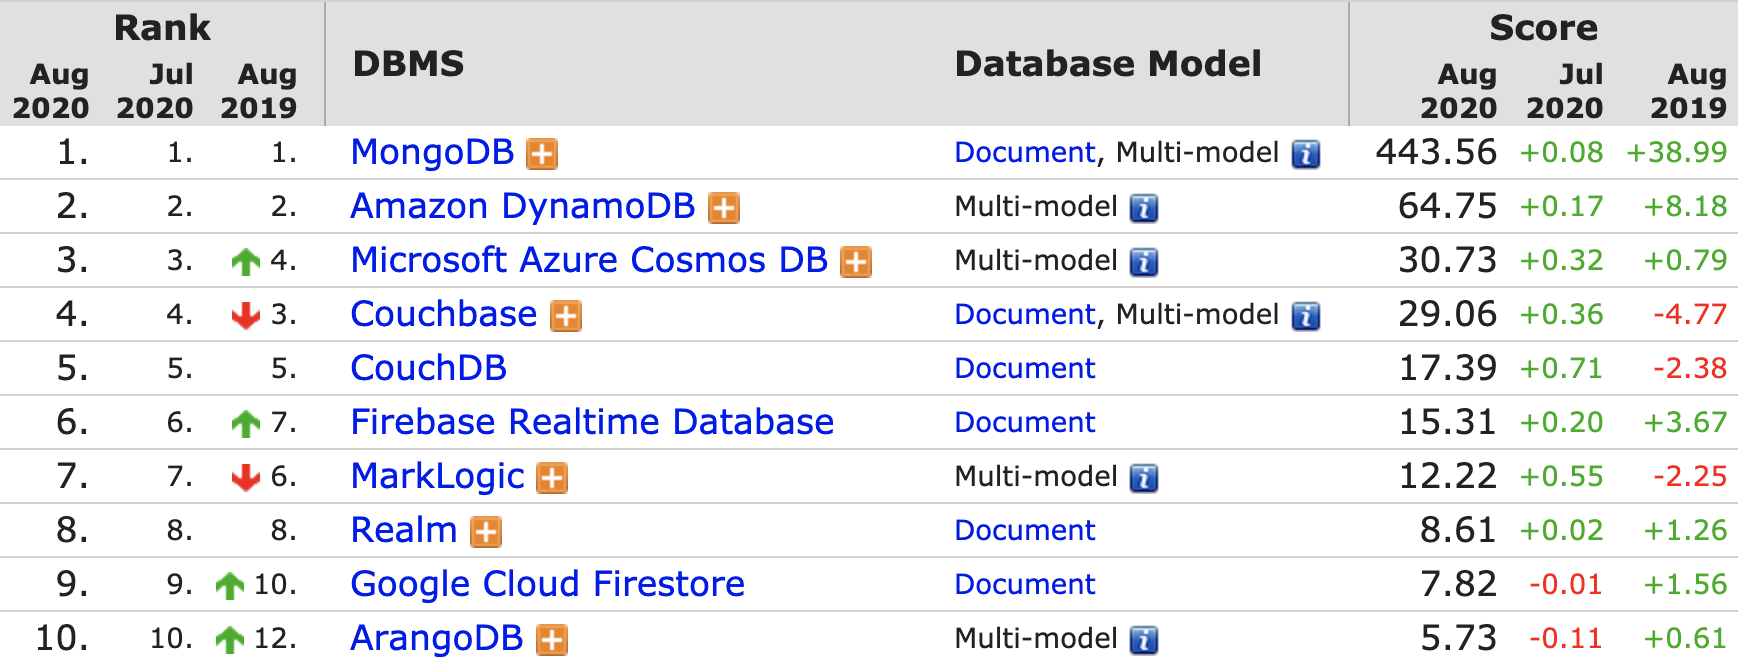 Rank Score
Aug Jul Aug DBMS Database Model Aug Jul Aug
2020 2020 2019 2020 2020 2019
1. 1. 1. MongoDB Document, Multi-model 443.56 +0.08 +38.99
2. 2. 2. Amazon DynamoDB Multi-model 64.75 +0.17 +8.18
3. 3. 4. Microsoft Azure Cosmos DB Multi-model 30.73 +0.32 +0.79
4. 4. 3. Couchbase Document, Multi-model 29.06 +0.36 -4.77
5. 5. 5. CouchDB Document 17.39 +0.71 -2.38
6. 6. 7. Firebase Realtime Database Document 15.31 +0.20 +3.67
7. 7. 6. MarkLogic Multi-model 12.22 +0.55 -2.25
8. 8. 8. Realm Document 8.61 +0.02 +1.26
9. 9. 10. Google Cloud Firestore Document 7.82 -0.01 +1.56
10. 10. 12. ArangoDB Multi-model 5.73 -0.11 +0.61